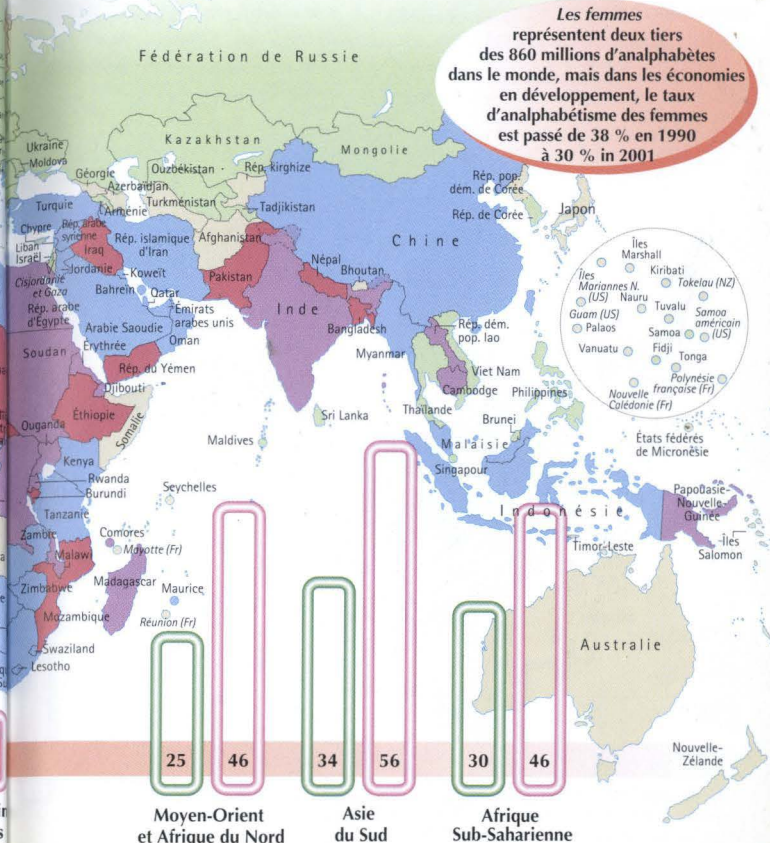 Les femmes
représentent deux tiers
des 860 millions d'analphabètes
dans le monde, mais dans les économies
en développement, le taux
d'analphabétisme des femmes
est passé de 38 % en 1990
à 30 % in 2001
Fédération de Russie
Ukraine
Moldova
Kazakhstan
Mongolie
Géorgie
Ouzbékistan
Rép. kirghize
Azerbaïdjan
Turkménistan
Tadjikistan
Arménie
Turquie
Rép. pop.
dém. de Corée
Rép. de Corée
Japon
Chypre
Rép. arabe
syrienne
Rép. islamique
d'Iran
Afghanistan
Chine
Liban
Israël
Iraq
Jordanie
Koweït
Pakistan
Népal
Bhoutan
Cisjordanie
et Gaza
Bahreïn
Qatar
Rép. arabe
d'Égypte
Émirats
arabes unis
Inde
Arabie Saoudie
Oman
Bangladesh
Myanmar
Rép. dém.
pop. lao
Soudan
Érythrée
Rép. du Yémen
Djibouti
Viet Nam
Cambodge
Philippines
Thaïlande
Éthiopie
Somalie
Sri Lanka
Brunei
Ouganda
Maldives
Malaisie
Singapour
Kenya
Rwanda
Burundi
Seychelles
Indonésie
Papouasie-
Nouvelle-
Guinée
Tanzanie
Îles
Salomon
Timor-Leste
Zambie
Comores
Mayotte (Fr)
Malawi
Zimbabwe
Madagascar
Maurice
Mozambique
Réunion (Fr)
Australie
Swaziland
Lesotho
Nouvelle-
Zélande
Îles
Marshall
Îles
Mariannes N.
(US)
Kiribati
Tokelau (NZ)
Guam (US)
Nauru
Tuvalu
Samoa
américain
(US)
Palaos
Samoa
Vanuatu
Fidji
Tonga
Polynésie
française (Fr)
Nouvelle
Calédonie (Fr)
États fédérés
de Micronésie
25 46 34 56 30 46
Moyen-Orient
et Afrique du Nord
Asie
du Sud
Afrique
Sub-Saharienne